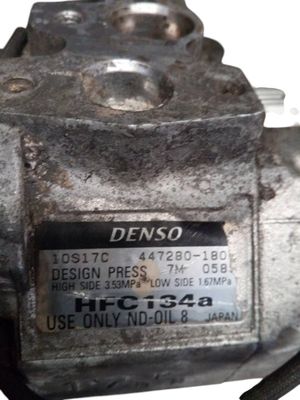 DENSO
10S17C 447280-180
DESIGN PRESS 7M 058
HIGH SIDE 3.53MPa LOW SIDE 1.67MPa
HFC134a
USE ONLY ND-OIL 8 JAPAN